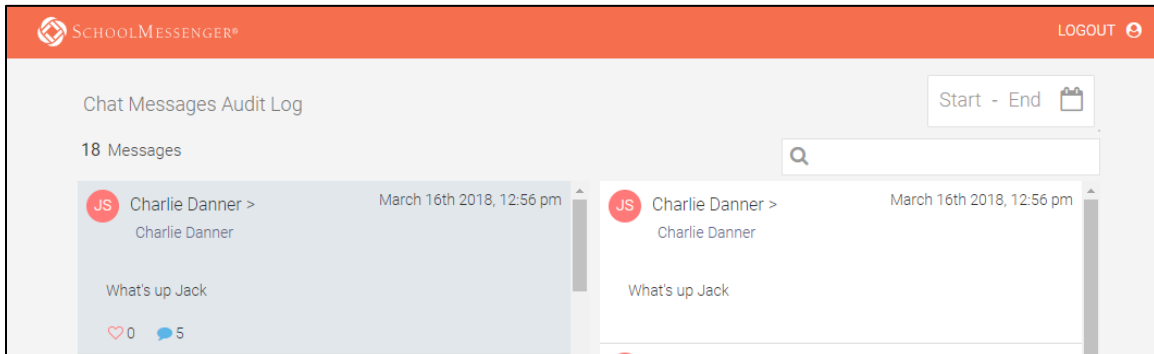 SCHOOLMESSENGER®
LOGOUT
Chat Messages Audit Log
Start - End
18 Messages
JS Charlie Danner > March 16th 2018, 12:56 pm
Charlie Danner
What's up Jack
0 5
JS Charlie Danner > March 16th 2018, 12:56 pm
Charlie Danner
What's up Jack